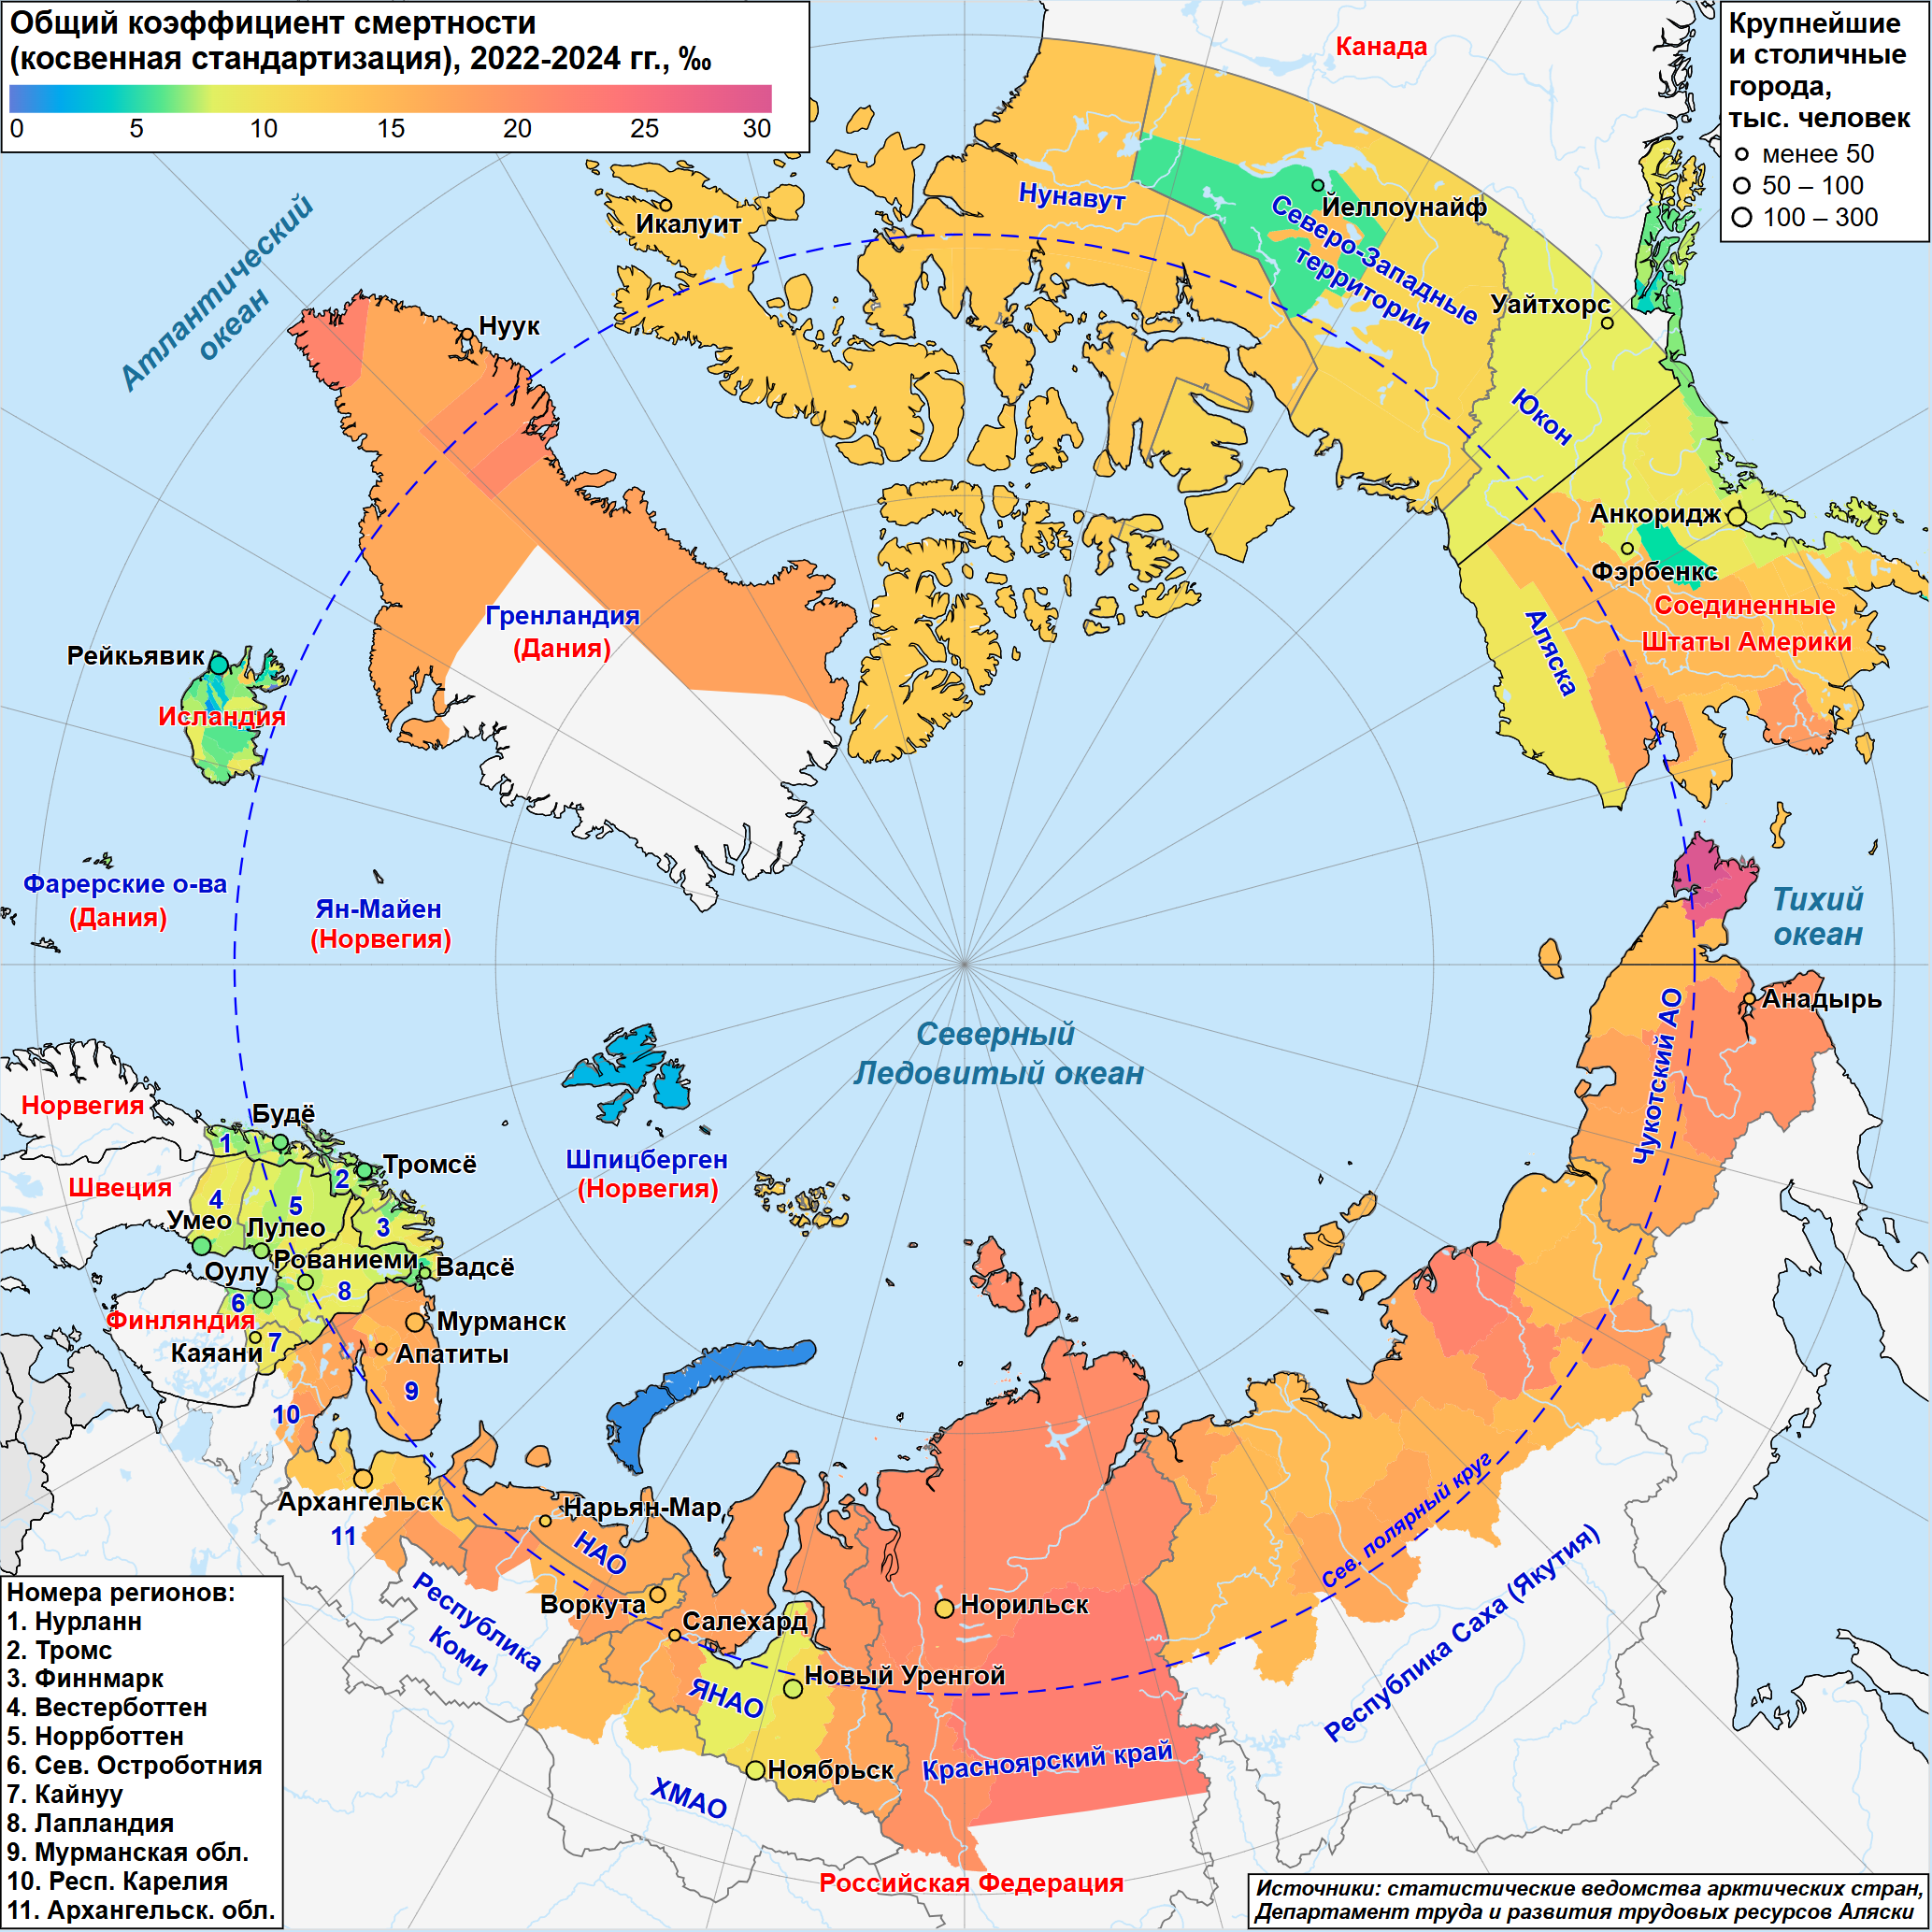 Общий коэффициент смертности
(косвенная стандартизация), 2022-2024 гг., ‰
0 5 10 15 20 25 30
Крупнейшие
и столичные
города,
тыс. человек
менее 50
50 – 100
100 – 300
Канада
Нунавут
Икалуит
Йеллоунайф
Северо-Западные
территории
Уайтхорс
Юкон
Атлантический
океан
Нуук
Анкоридж
Фэрбенкс
Соединенные
Штаты Америки
Аляска
Гренландия
(Дания)
Рейкьявик
Исландия
Фарерские о-ва
(Дания)
Ян-Майен
(Норвегия)
Тихий
океан
Анадырь
Чукотский АО
Северный
Ледовитый океан
Норвегия
Будё
1
Тромсё
2
Шпицберген
(Норвегия)
Швеция
4
5
3
Умео
Лулео
Рованиеми
Вадсё
Оулу
6
8
Финляндия
Мурманск
Каяани
7
Апатиты
9
10
Архангельск
11
Нарьян-Мар
НАО
Республика
Коми
Воркута
Салехард
Норильск
Новый Уренгой
ЯНАО
Ноябрьск
ХМАО
Красноярский край
Сев. полярный круг
Республика Саха (Якутия)
Российская Федерация
Номера регионов:
1. Нурланн
2. Тромс
3. Финнмарк
4. Вестерботтен
5. Норрботтен
6. Сев. Остроботния
7. Кайнуу
8. Лапландия
9. Мурманская обл.
10. Респ. Карелия
11. Архангельск. обл.
Источники: статистические ведомства арктических стран,
Департамент труда и развития трудовых ресурсов Аляски